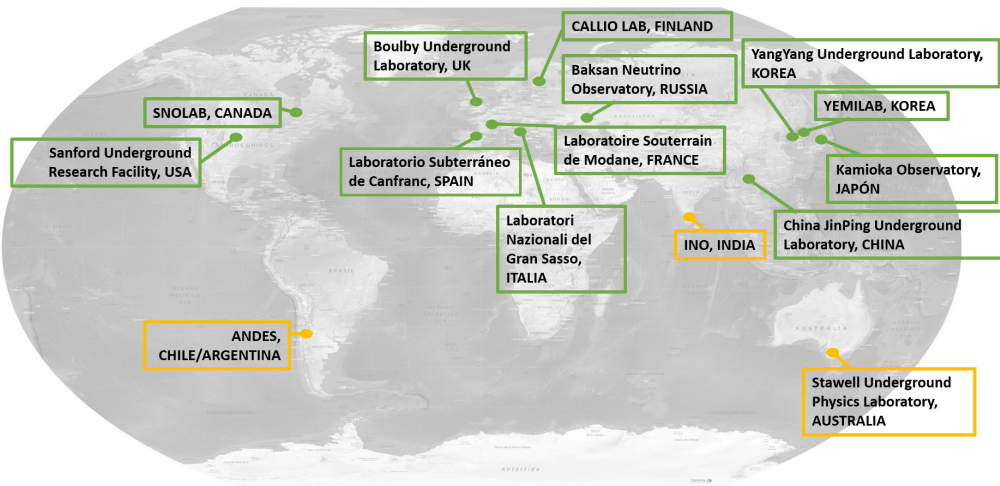 CALLIO LAB, FINLAND
Boulby Underground
Laboratory, UK
YangYang Underground Laboratory,
KOREA
Baksan Neutrino
Observatory, RUSSIA
YEMILAB, KOREA
SNOLAB, CANADA
Sanford Underground
Research Facility, USA
Laboratorio Subterráneo
de Canfranc, SPAIN
Laboratoire Souterrain
de Modane, FRANCE
Kamioka Observatory,
JAPÓN
Laboratori
Nazionali del
Gran Sasso,
ITALIA
China JinPing Underground
Laboratory, CHINA
INO, INDIA
ANDES,
CHILE/ARGENTINA
Stawell Underground
Physics Laboratory,
AUSTRALIA
BRASIL
AUSTRALIA
Antártida